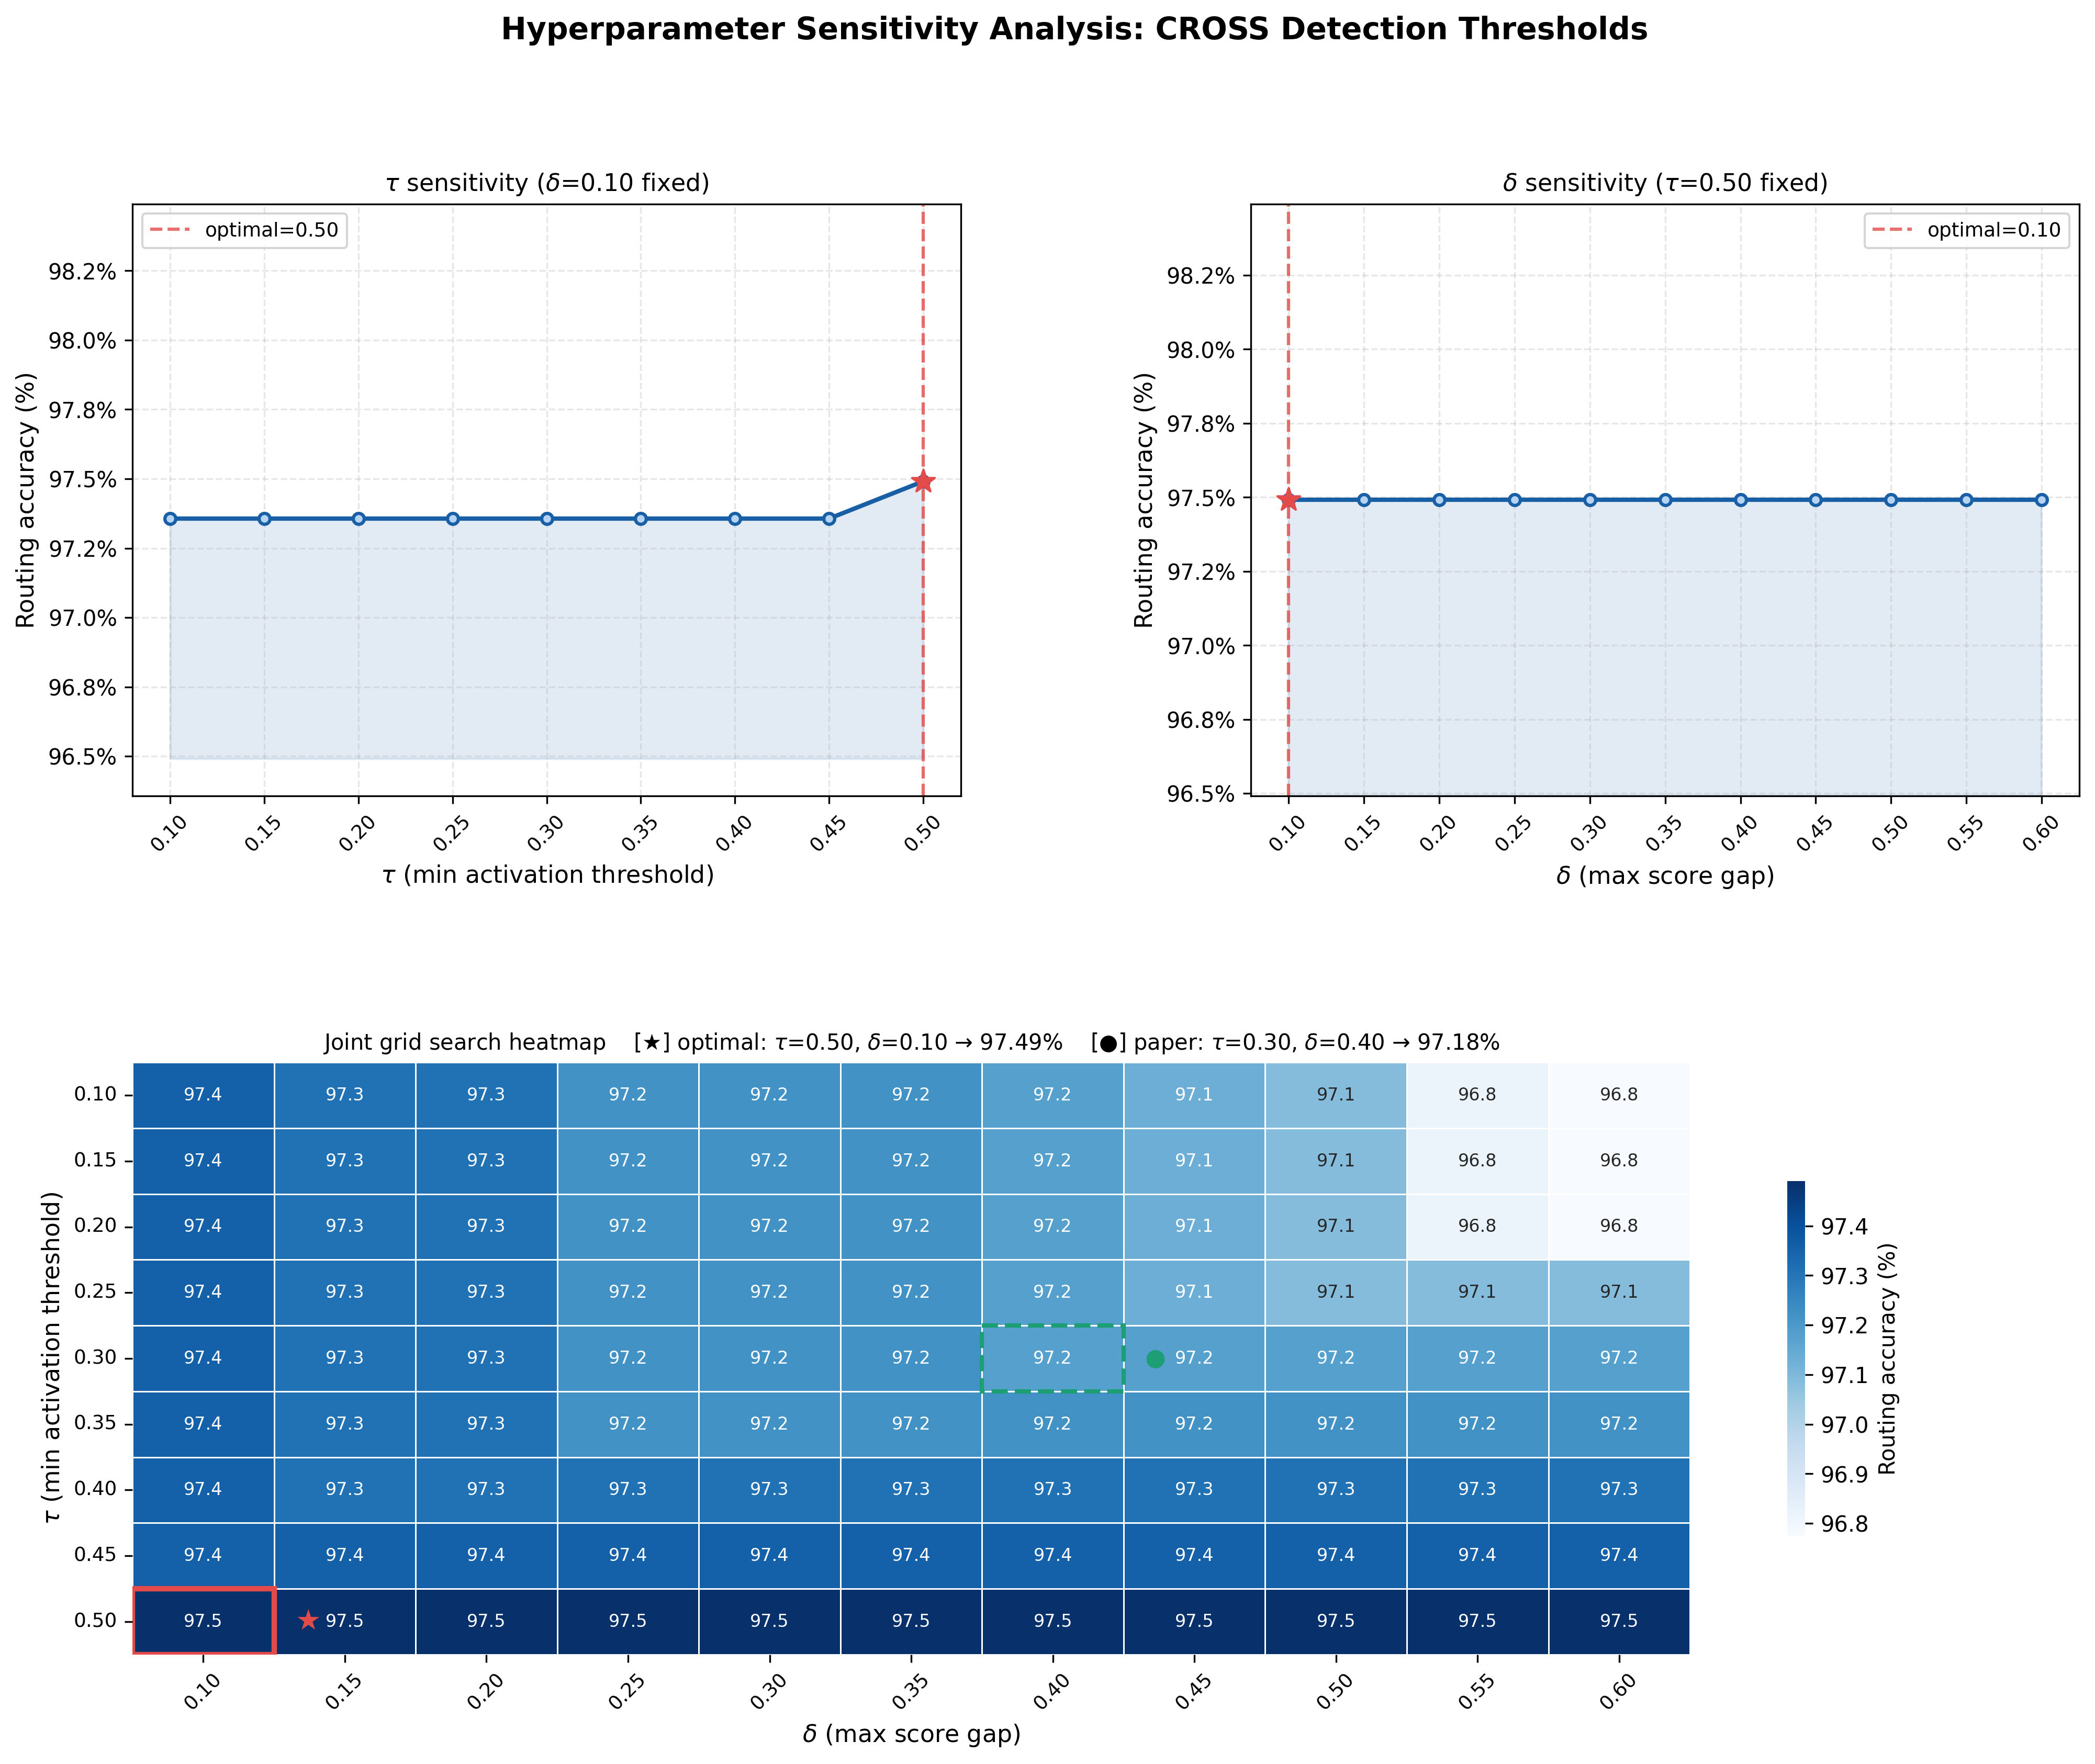 Hyperparameter Sensitivity Analysis: CROSS Detection Thresholds
τ sensitivity (δ=0.10 fixed)
optimal=0.50
98.2%
98.0%
97.8%
97.5%
97.2%
97.0%
96.8%
96.5%
Routing accuracy (%)
0.10 0.15 0.20 0.25 0.30 0.35 0.40 0.45 0.50
τ (min activation threshold)
δ sensitivity (τ=0.50 fixed)
optimal=0.10
98.2%
98.0%
97.8%
97.5%
97.2%
97.0%
96.8%
96.5%
Routing accuracy (%)
0.10 0.15 0.20 0.25 0.30 0.35 0.40 0.45 0.50 0.55 0.60
δ (max score gap)
Joint grid search heatmap [★] optimal: τ=0.50, δ=0.10 → 97.49% [●] paper: τ=0.30, δ=0.40 → 97.18%
τ (min activation threshold)
0.10 97.4 97.3 97.3 97.2 97.2 97.2 97.2 97.1 97.1 96.8 96.8
0.15 97.4 97.3 97.3 97.2 97.2 97.2 97.2 97.1 97.1 96.8 96.8
0.20 97.4 97.3 97.3 97.2 97.2 97.2 97.2 97.1 97.1 96.8 96.8
0.25 97.4 97.3 97.3 97.2 97.2 97.2 97.2 97.1 97.1 97.1 97.1
0.30 97.4 97.3 97.3 97.2 97.2 97.2 97.2 ● 97.2 97.2 97.2 97.2
0.35 97.4 97.3 97.3 97.2 97.2 97.2 97.2 97.2 97.2 97.2 97.2
0.40 97.4 97.3 97.3 97.3 97.3 97.3 97.3 97.3 97.3 97.3 97.3
0.45 97.4 97.4 97.4 97.4 97.4 97.4 97.4 97.4 97.4 97.4 97.4
0.50 97.5 ★ 97.5 97.5 97.5 97.5 97.5 97.5 97.5 97.5 97.5 97.5
0.10 0.15 0.20 0.25 0.30 0.35 0.40 0.45 0.50 0.55 0.60
δ (max score gap)
97.4
97.3
97.2
97.1
97.0
96.9
96.8
Routing accuracy (%)